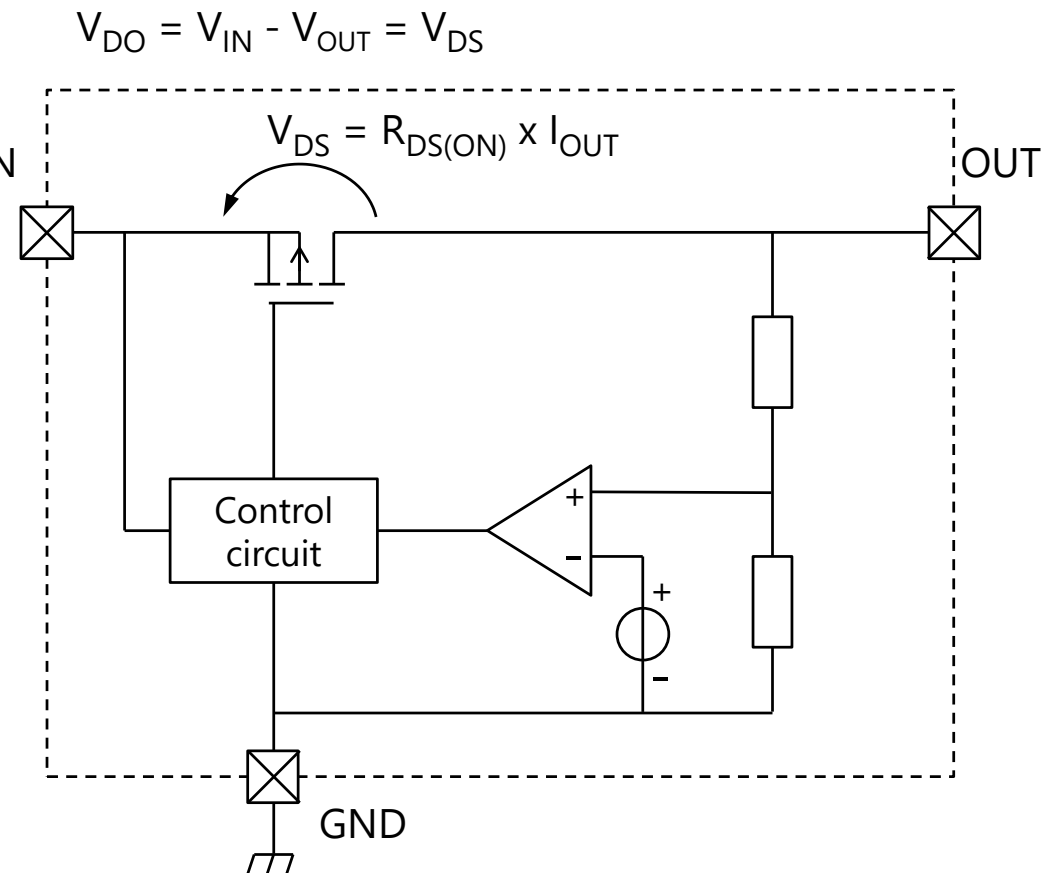 V_DO = V_IN - V_OUT = V_DS
V_DS = R_DS(ON) x I_OUT
N
OUT
Control
circuit
+
−
+
−
GND